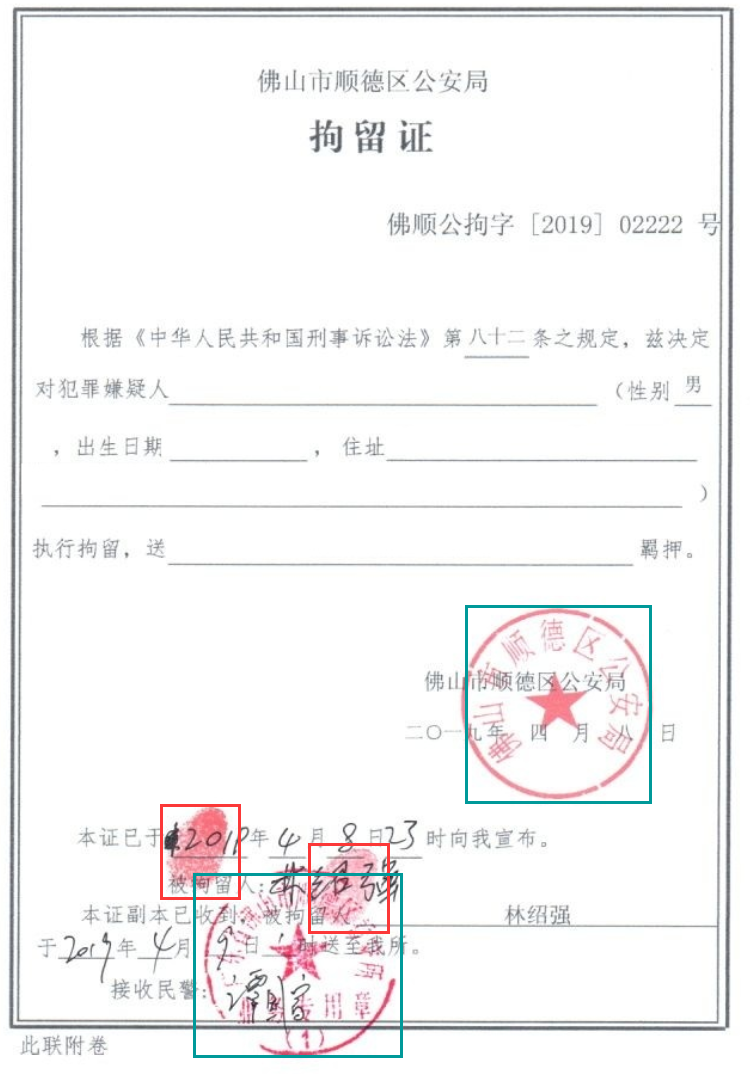 佛山市顺德区公安局
拘留证
佛顺公拘字［2019］02222 号
根据《中华人民共和国刑事诉讼法》第八十二条之规定，兹决定
对犯罪嫌疑人（性别 男
，出生日期 ，住址
）
执行拘留，送 羁押。
佛山市顺德区公安局
佛山市顺德区公安局
二〇一九年 四 月 八 日
本证已于 2019 年 4 月 8 日 23 时向我宣布。
被拘留人：林绍强
本证副本已收到，被拘留人 林绍强
于 2019 年 4 月 9 日 1 时送至我所。
接收民警：谭
专用章
(1)
此联附卷